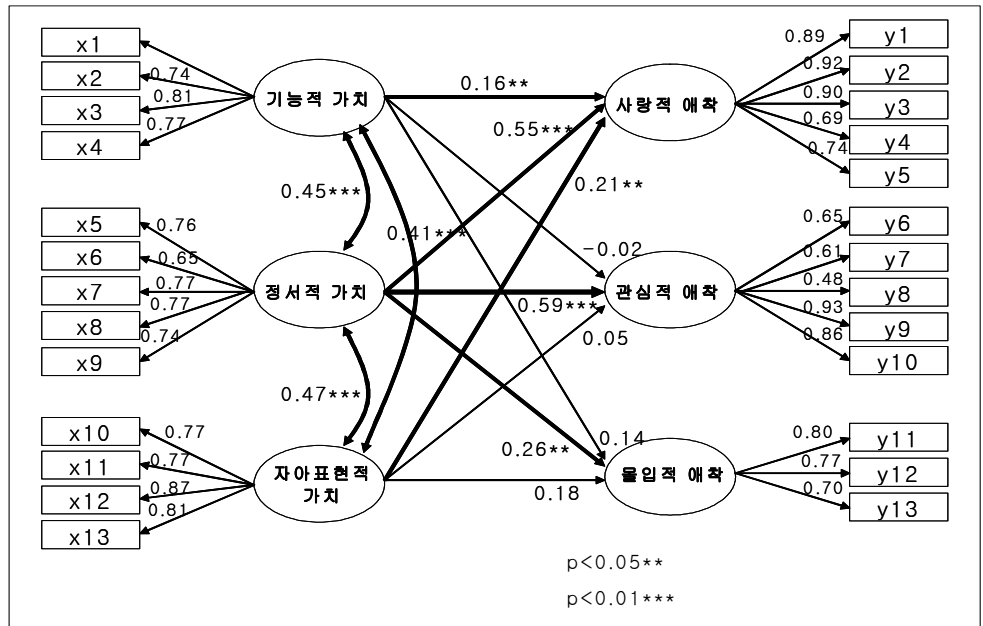 x1
x2
x3
x4
0.74
0.81
0.77
기능적 가치
0.16**
0.55***
0.21**
사랑적 애착
0.89
0.92
0.90
0.69
0.74
y1
y2
y3
y4
y5
0.45***
0.41***
-0.02
x5
x6
x7
x8
x9
0.76
0.65
0.77
0.77
0.74
정서적 가치
0.59***
0.05
관심적 애착
0.65
0.61
0.48
0.93
0.86
y6
y7
y8
y9
y10
0.47***
x10
x11
x12
x13
0.77
0.77
0.87
0.81
자아표현적
가치
0.26**
0.14
0.18
몰입적 애착
0.80
0.77
0.70
y11
y12
y13
p<0.05**
p<0.01***